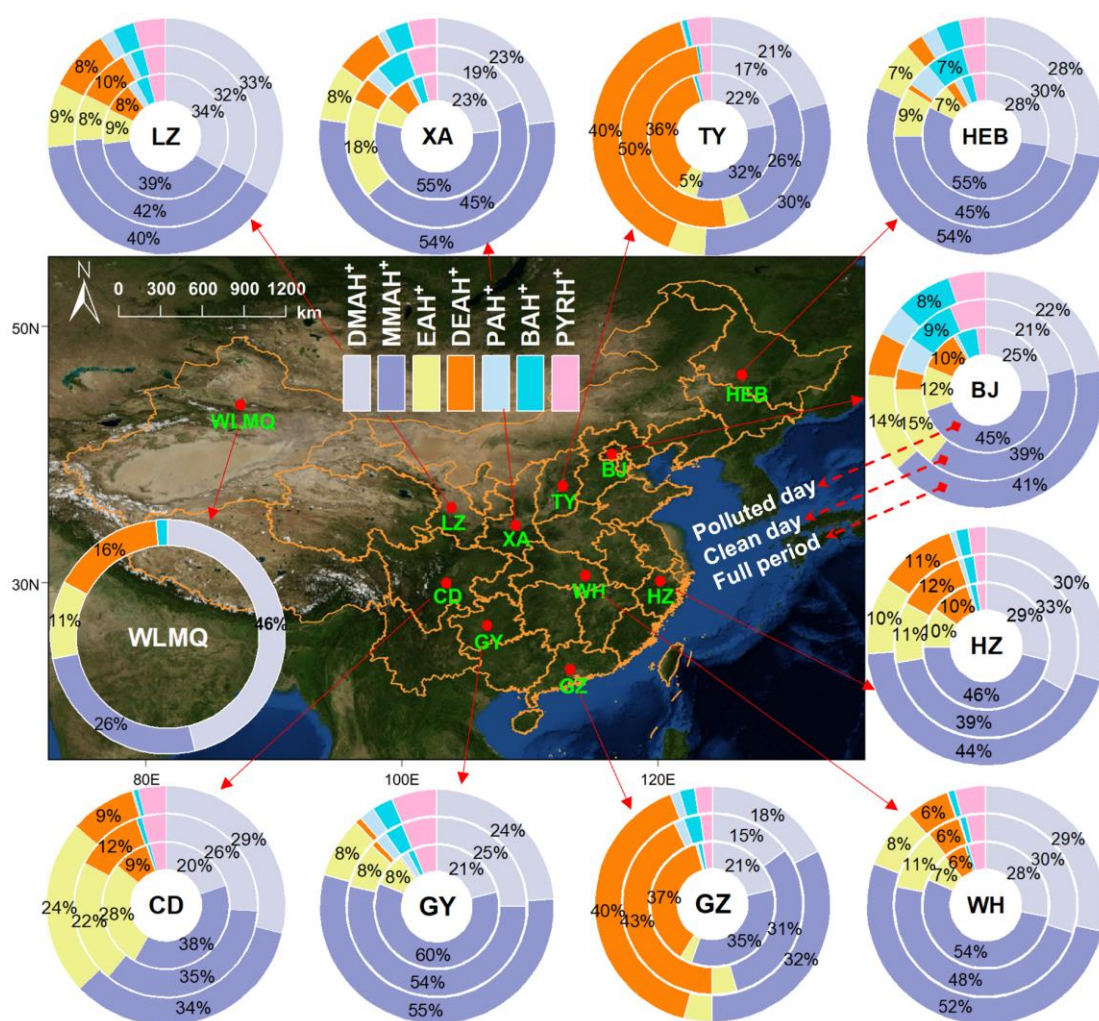 33%
32%
34%
39%
42%
40%
9%
8%
9%
8%
10%
8%
LZ
23%
19%
23%
55%
45%
54%
8%
18%
XA
21%
17%
22%
26%
32%
30%
5%
40%
50%
36%
TY
28%
30%
28%
55%
45%
54%
7%
9%
7%
7%
HEB
N
0 300 600 900 1200
km
DMAH+
MMAH+
EAH+
DEAH+
PAH+
BAH+
PYRH+
50N
30N
80E
100E
120E
WLMQ
HEB
BJ
TY
LZ
XA
CD
WH
HZ
GY
GZ
Polluted day
Clean day
Full period
22%
21%
25%
45%
39%
41%
14%
15%
12%
10%
9%
8%
BJ
16%
11%
26%
46%
WLMQ
30%
33%
29%
46%
39%
44%
10%
11%
10%
11%
12%
10%
HZ
29%
26%
20%
38%
35%
34%
24%
22%
28%
9%
12%
9%
CD
24%
25%
21%
60%
54%
55%
8%
8%
8%
GY
18%
15%
21%
31%
35%
32%
40%
43%
37%
GZ
29%
30%
28%
54%
48%
52%
8%
11%
7%
6%
6%
6%
WH